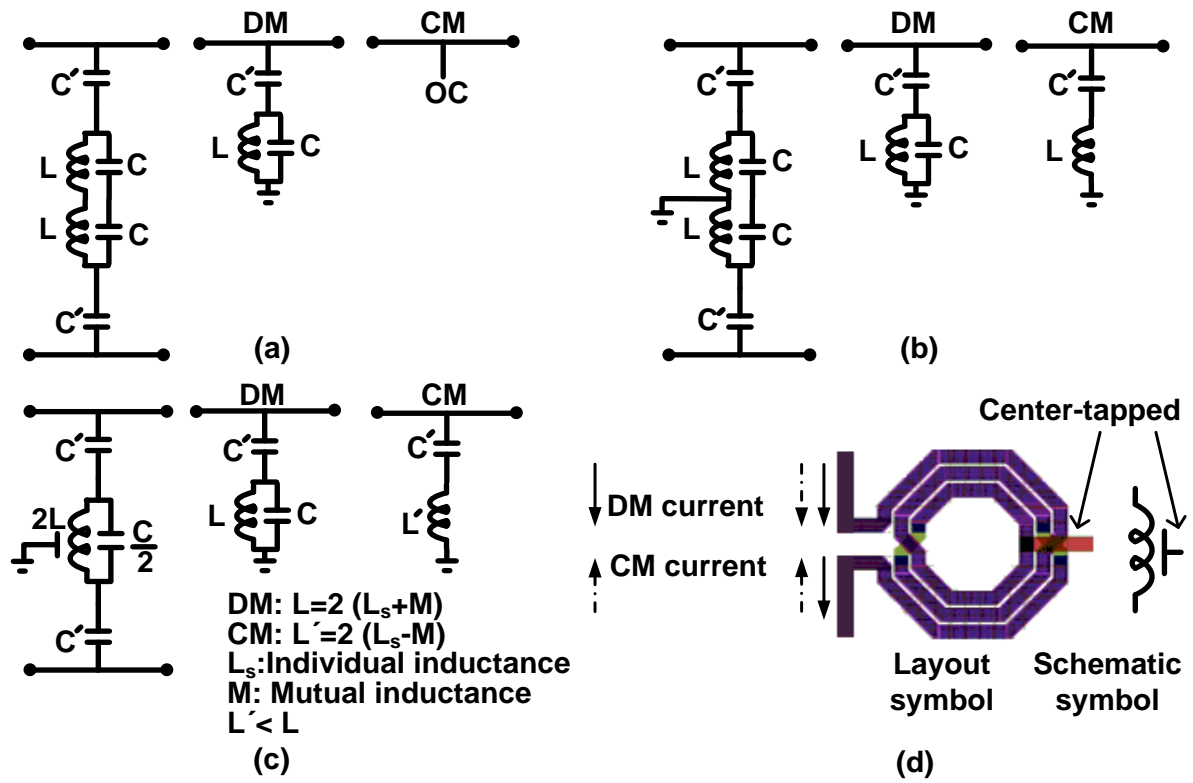 DM
CM
C′
C′
OC
L
C
L
C
L
C
C′
(a)
DM
CM
C′
C′
C′
L
C
L
C
L
L
C
C′
(b)
DM
CM
C′
C′
C′
2L
C
2
L
C
L′
C′
DM: L=2 (Ls+M)
CM: L´=2 (Ls-M)
Ls:Individual inductance
M: Mutual inductance
L´< L
(c)
Center-tapped
DM current
CM current
Layout
symbol
Schematic
symbol
(d)